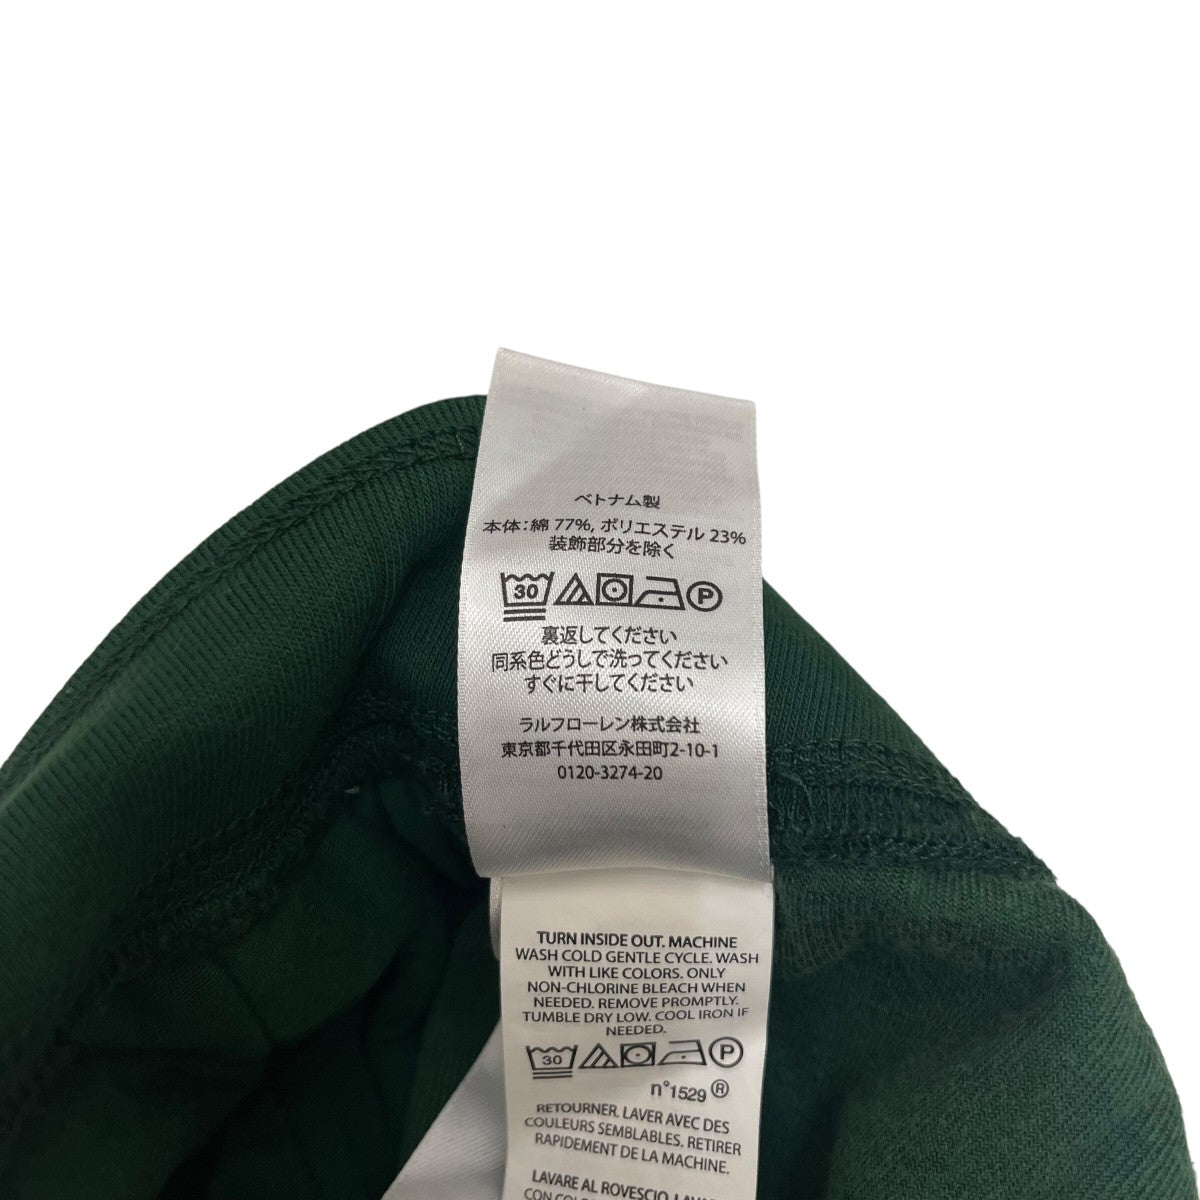 ベトナム製
本体：綿 77%, ポリエステル 23%
装飾部分を除く
30 P
裏返してください
同系色どうしで洗ってください
すぐに干してください
ラルフローレン株式会社
東京都千代田区永田町2-10-1
0120-3274-20
TURN INSIDE OUT. MACHINE
WASH COLD GENTLE CYCLE. WASH
WITH LIKE COLORS. ONLY
NON-CHLORINE BLEACH WHEN
NEEDED. REMOVE PROMPTLY.
TUMBLE DRY LOW. COOL IRON IF
NEEDED.
30 P
n°1529®
RETOURNER. LAVER AVEC DES
COULEURS SEMBLABLES. RETIRER
RAPIDEMENT DE LA MACHINE.
LAVARE AL ROVESCIO.